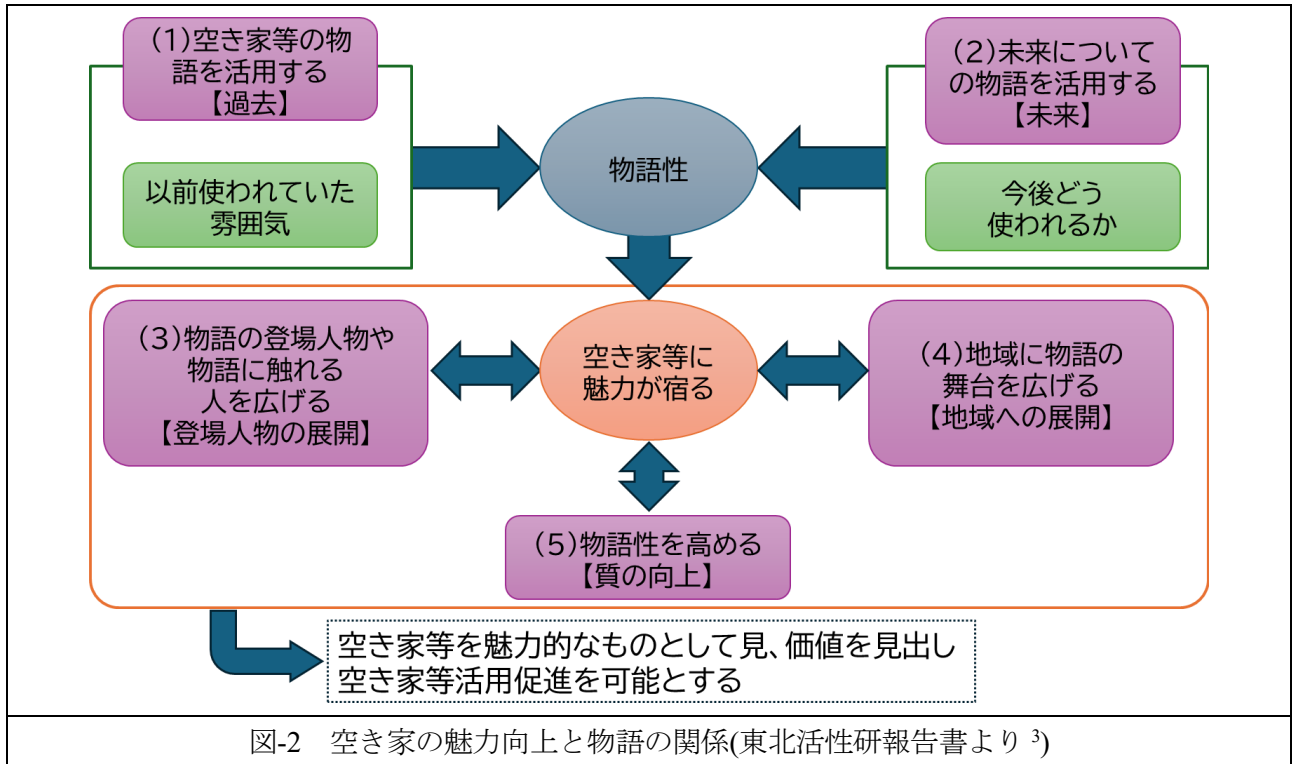 (1)空き家等の物
語を活用する
【過去】
以前使われていた
雰囲気
物語性
(2)未来について
の物語を活用する
【未来】
今後どう
使われるか
(3)物語の登場人物や
物語に触れる
人を広げる
【登場人物の展開】
空き家等に
魅力が宿る
(4)地域に物語の
舞台を広げる
【地域への展開】
(5)物語性を高める
【質の向上】
空き家等を魅力的なものとして見、価値を見出し
空き家等活用促進を可能とする
図-2 空き家の魅力向上と物語の関係(東北活性研報告書より 3)